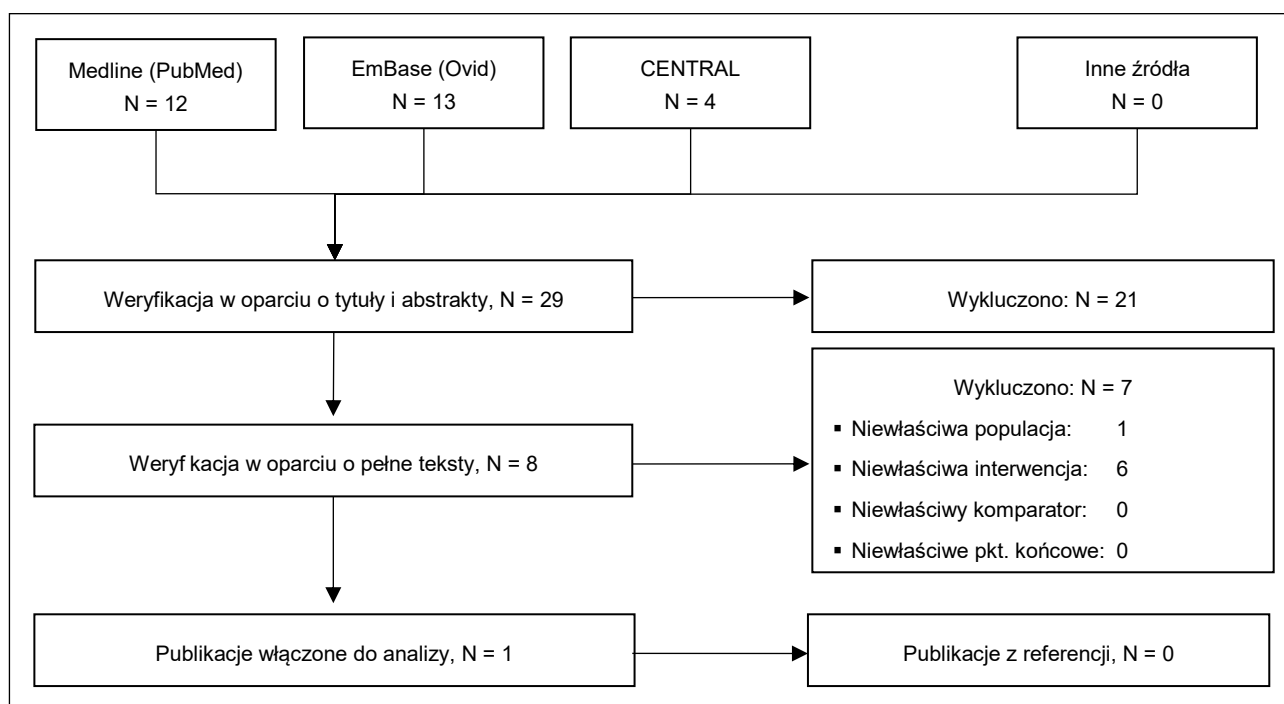 Medline (PubMed)
N = 12
EmBase (Ovid)
N = 13
CENTRAL
N = 4
Inne źródła
N = 0
Weryfikacja w oparciu o tytuły i abstrakty, N = 29
Wykluczono: N = 21
Weryf kacja w oparciu o pełne teksty, N = 8
Wykluczono: N = 7
▪ Niewłaściwa populacja: 1
▪ Niewłaściwa interwencja: 6
▪ Niewłaściwy komparator: 0
▪ Niewłaściwe pkt. końcowe: 0
Publikacje włączone do analizy, N = 1
Publikacje z referencji, N = 0